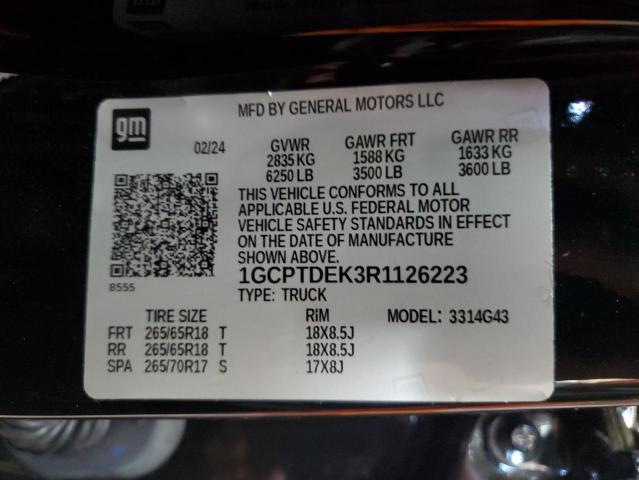 MFD BY GENERAL MOTORS LLC
gm
02/24
GVWR GAWR FRT GAWR RR
2835 KG 1588 KG 1633 KG
6250 LB 3500 LB 3600 LB
THIS VEHICLE CONFORMS TO ALL
APPLICABLE U.S. FEDERAL MOTOR
VEHICLE SAFETY STANDARDS IN EFFECT
ON THE DATE OF MANUFACTURE
SHOWN ABOVE.
8555
1GCPTDEK3R1126223
TYPE: TRUCK
TIRE SIZE RiM MODEL: 3314G43
FRT 265/65R18 T 18X8.5J
RR 265/65R18 T 18X8.5J
SPA 265/70R17 S 17X8J